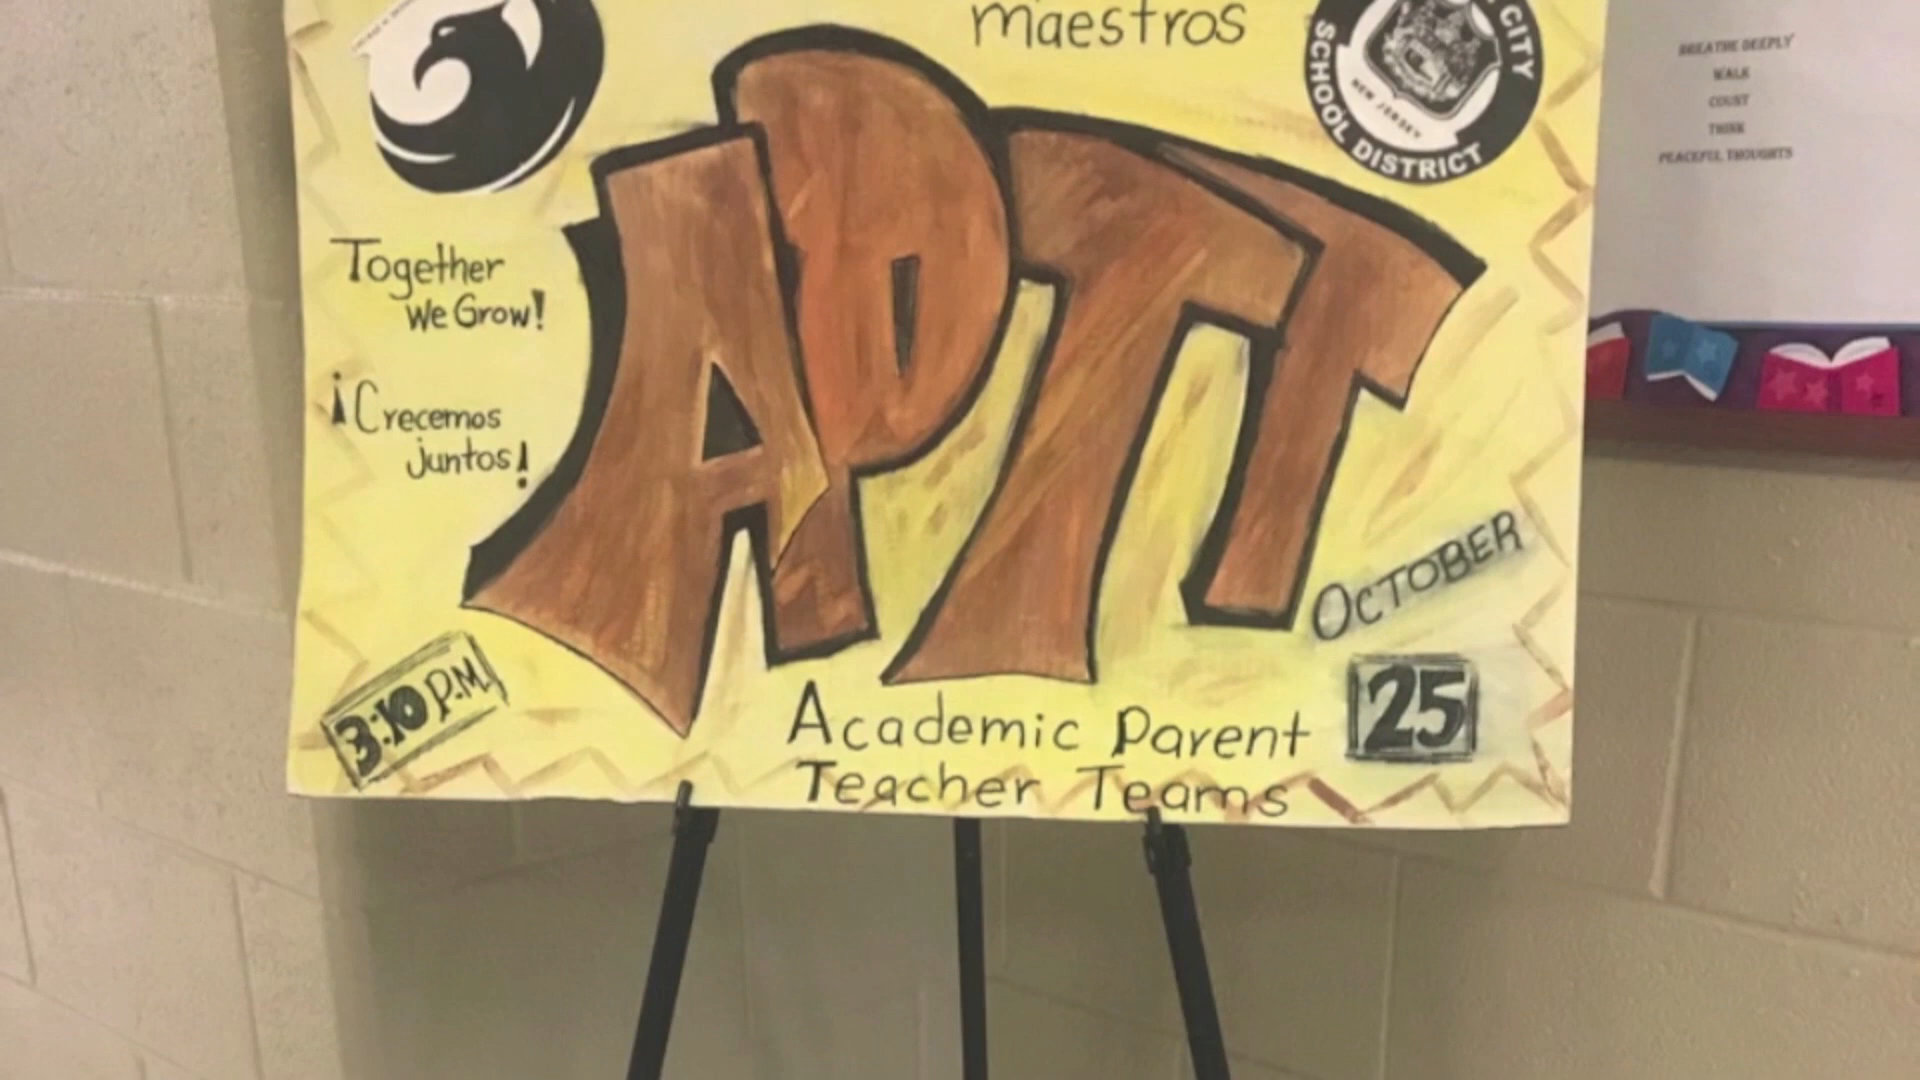 maestros
CITY
SCHOOL DISTRICT
NEW JERSEY
APTT
Together
We Grow!
¡Crecemos
juntos!
3:10 P.M.
OCTOBER
25
Academic Parent
Teacher Teams
BREATHE DEEPLY
WALK
COUNT
THINK
PEACEFUL THOUGHTS